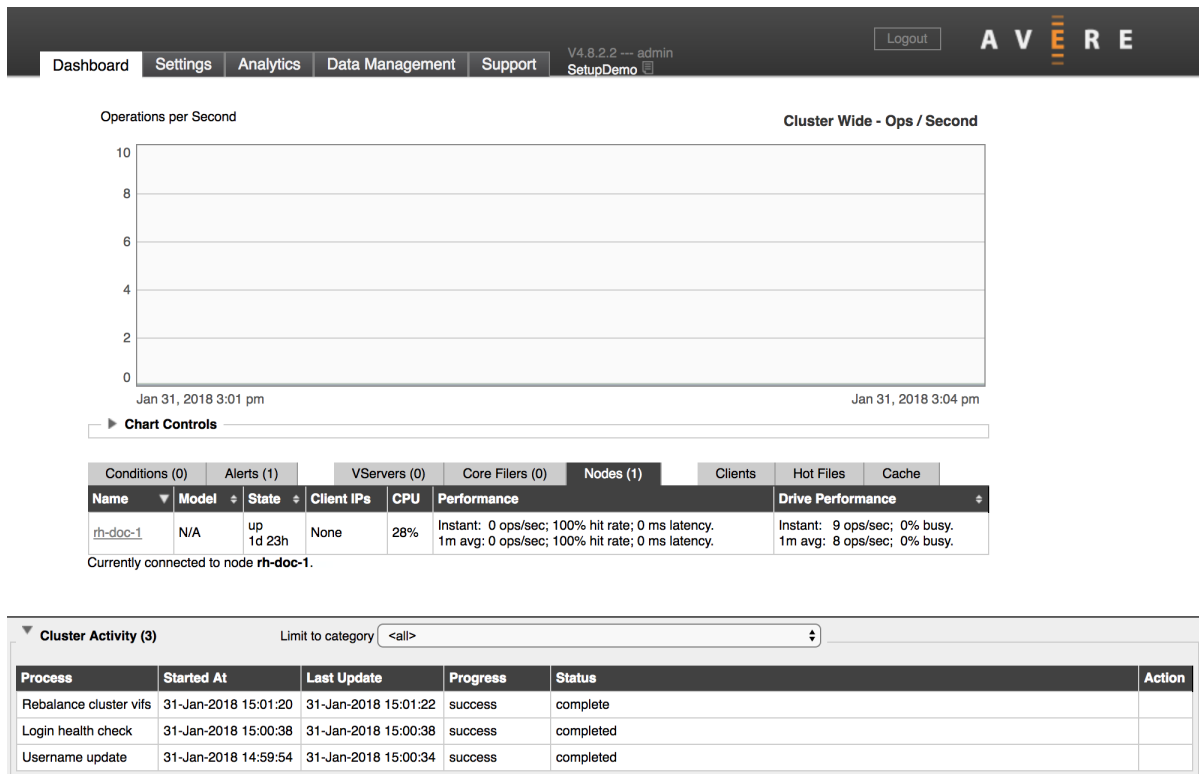 Logout
A V E R E
Dashboard Settings Analytics Data Management Support
V4.8.2.2 --- admin
SetupDemo
Operations per Second
Cluster Wide - Ops / Second
10
8
6
4
2
0
Jan 31, 2018 3:01 pm Jan 31, 2018 3:04 pm
Chart Controls
Conditions (0) Alerts (1) VServers (0) Core Filers (0) Nodes (1) Clients Hot Files Cache
Name Model State Client IPs CPU Performance Drive Performance
rh-doc-1 N/A up 1d 23h None 28% Instant: 0 ops/sec; 100% hit rate; 0 ms latency. 1m avg: 0 ops/sec; 100% hit rate; 0 ms latency. Instant: 9 ops/sec; 0% busy. 1m avg: 8 ops/sec; 0% busy.
Currently connected to node rh-doc-1.
Cluster Activity (3) Limit to category <all>
Process Started At Last Update Progress Status Action
Rebalance cluster vifs 31-Jan-2018 15:01:20 31-Jan-2018 15:01:22 success complete
Login health check 31-Jan-2018 15:00:38 31-Jan-2018 15:00:38 success completed
Username update 31-Jan-2018 14:59:54 31-Jan-2018 15:00:34 success completed